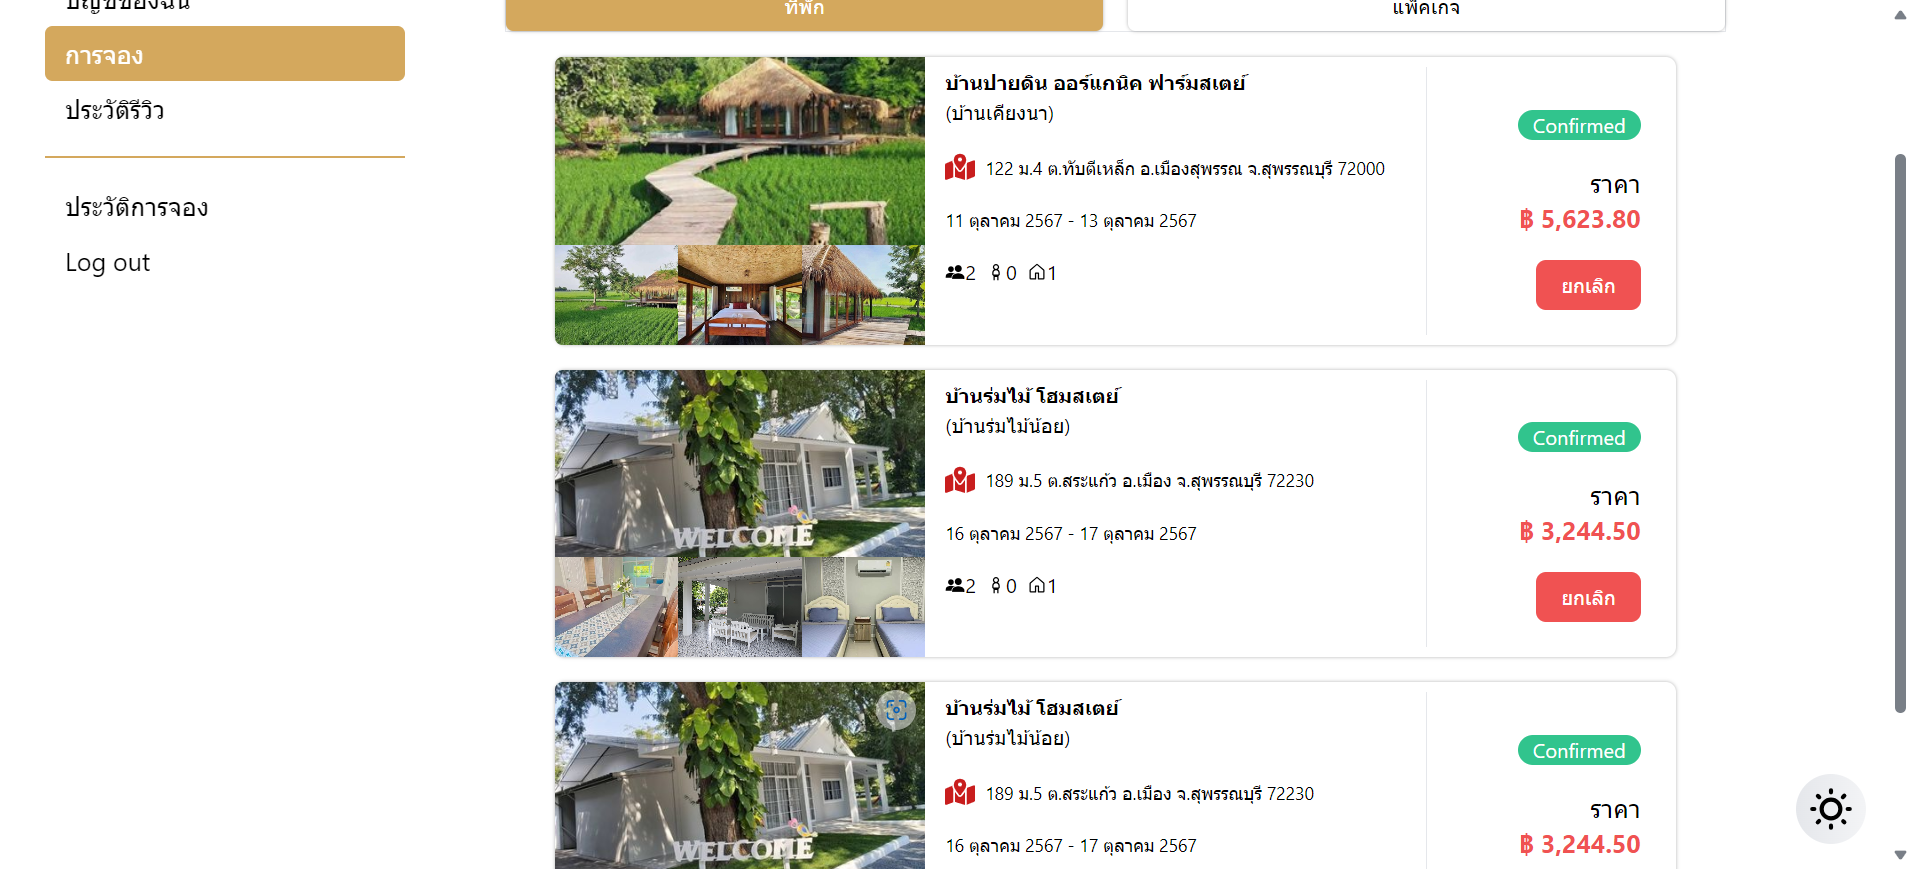 บัญชีของฉัน
การจอง
ประวัติรีวิว
ประวัติการจอง
Log out
ที่พัก
แพ็คเกจ
บ้านปายดิน ออร์แกนิค ฟาร์มสเตย์
(บ้านเคียงนา)
122 ม.4 ต.ทับตีเหล็ก อ.เมืองสุพรรณ จ.สุพรรณบุรี 72000
11 ตุลาคม 2567 - 13 ตุลาคม 2567
2 0 1
Confirmed
ราคา
฿ 5,623.80
ยกเลิก
บ้านร่มไม้ โฮมสเตย์
(บ้านร่มไม้น้อย)
189 ม.5 ต.สระแก้ว อ.เมือง จ.สุพรรณบุรี 72230
16 ตุลาคม 2567 - 17 ตุลาคม 2567
2 0 1
Confirmed
ราคา
฿ 3,244.50
ยกเลิก
WELCOME
บ้านร่มไม้ โฮมสเตย์
(บ้านร่มไม้น้อย)
189 ม.5 ต.สระแก้ว อ.เมือง จ.สุพรรณบุรี 72230
16 ตุลาคม 2567 - 17 ตุลาคม 2567
Confirmed
ราคา
฿ 3,244.50
WELCOME